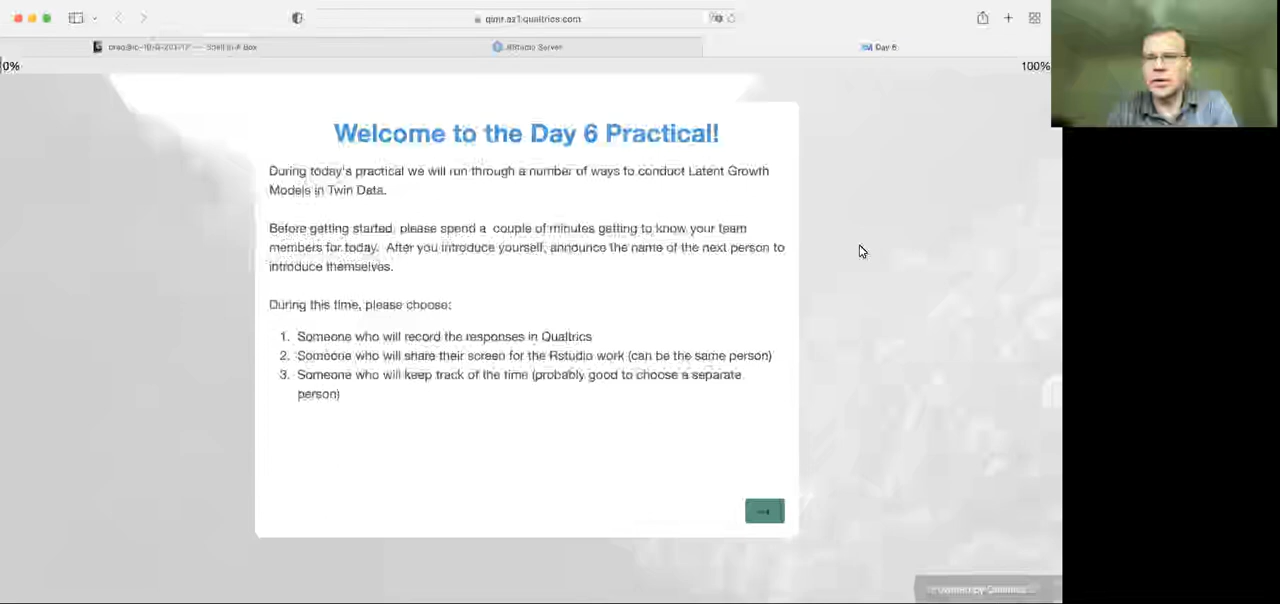 qimr.az1.qualtrics.com
RStudio Server
Day 6
0%
100%
Welcome to the Day 6 Practical!
During today's practical we will run through a number of ways to conduct Latent Growth
Models in Twin Data.
Before getting started, please spend a couple of minutes getting to know your team
members for today. After you introduce yourself, announce the name of the next person to
introduce themselves.
During this time, please choose:
1. Someone who will record the responses in Qualtrics
2. Someone who will share their screen for the Rstudio work (can be the same person)
3. Someone who will keep track of the time (probably good to choose a separate
person)